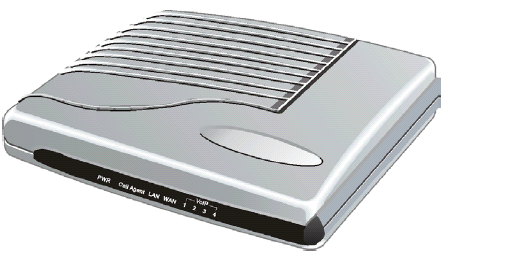 PWR Call Agent LAN WAN VoIP
1 2 3 4